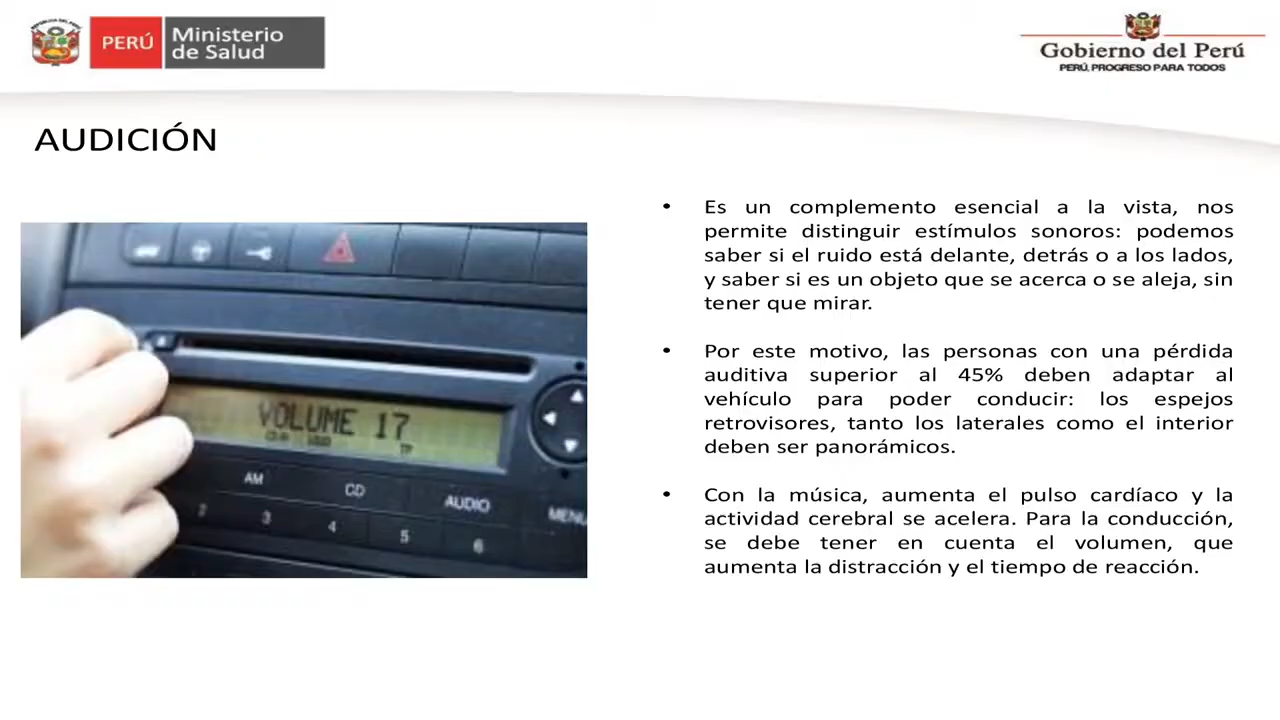 PERÚ
Ministerio
de Salud
Gobierno del Perú
PERÚ, PROGRESO PARA TODOS
AUDICIÓN
• Es un complemento esencial a la vista, nos
permite distinguir estímulos sonoros: podemos
saber si el ruido está delante, detrás o a los lados,
y saber si es un objeto que se acerca o se aleja, sin
tener que mirar.
• Por este motivo, las personas con una pérdida
auditiva superior al 45% deben adaptar al
vehículo para poder conducir: los espejos
retrovisores, tanto los laterales como el interior
deben ser panorámicos.
• Con la música, aumenta el pulso cardíaco y la
actividad cerebral se acelera. Para la conducción,
se debe tener en cuenta el volumen, que
aumenta la distracción y el tiempo de reacción.
VOLUME 17
TP
AM
CD
AUDIO
MENU
2
3
4
5
6